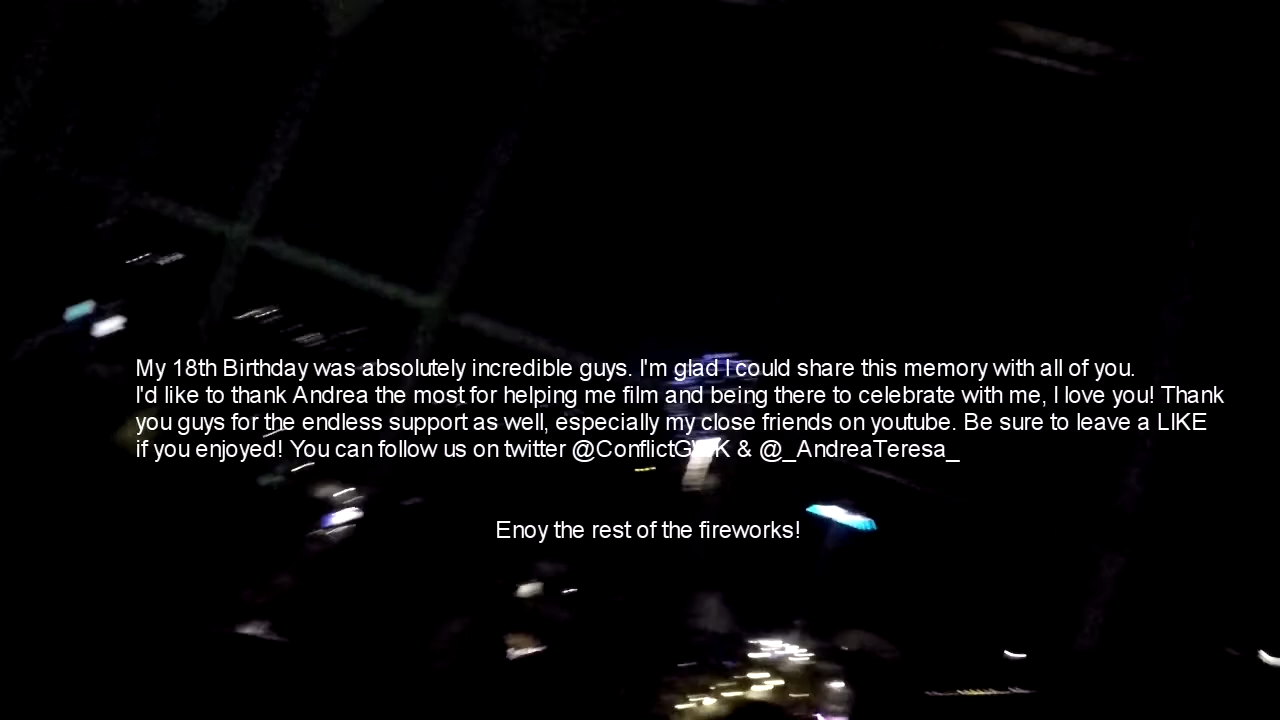 My 18th Birthday was absolutely incredible guys. I'm glad I could share this memory with all of you.
I'd like to thank Andrea the most for helping me film and being there to celebrate with me, I love you! Thank
you guys for the endless support as well, especially my close friends on youtube. Be sure to leave a LIKE
if you enjoyed! You can follow us on twitter & @_AndreaTeresa_
Enoy the rest of the fireworks!